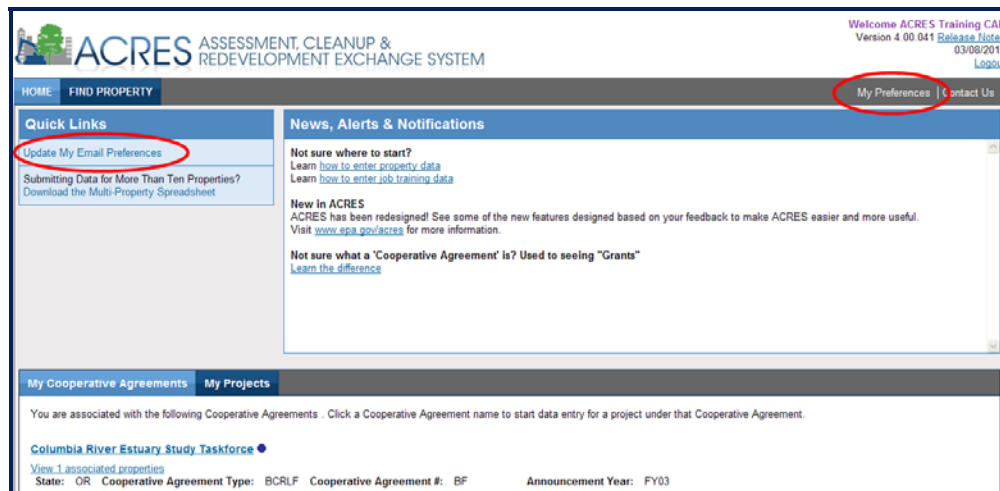 Welcome ACRES Training
Version 4.00.041 Release Note
03/08/201
Logou
ACRES ASSESSMENT, CLEANUP &
REDEVELOPMENT EXCHANGE SYSTEM
HOME FIND PROPERTY My Preferences | Contact Us
Quick Links
Update My Email Preferences
Submitting Data for More Than Ten Properties?
Download the Multi-Property Spreadsheet
News, Alerts & Notifications
Not sure where to start?
Learn how to enter property data
Learn how to enter job training data
New in ACRES
ACRES has been redesigned! See some of the new features designed based on your feedback to make ACRES easier and more useful.
Visit www.epa.gov/acres for more information.
Not sure what a 'Cooperative Agreement' is? Used to seeing "Grants"
Learn the difference
My Cooperative Agreements My Projects
You are associated with the following Cooperative Agreements . Click a Cooperative Agreement name to start data entry for a project under that Cooperative Agreement.
Columbia River Estuary Study Taskforce
View 1 associated properties
State: OR Cooperative Agreement Type: BCRLF Cooperative Agreement #: BF Announcement Year: FY03